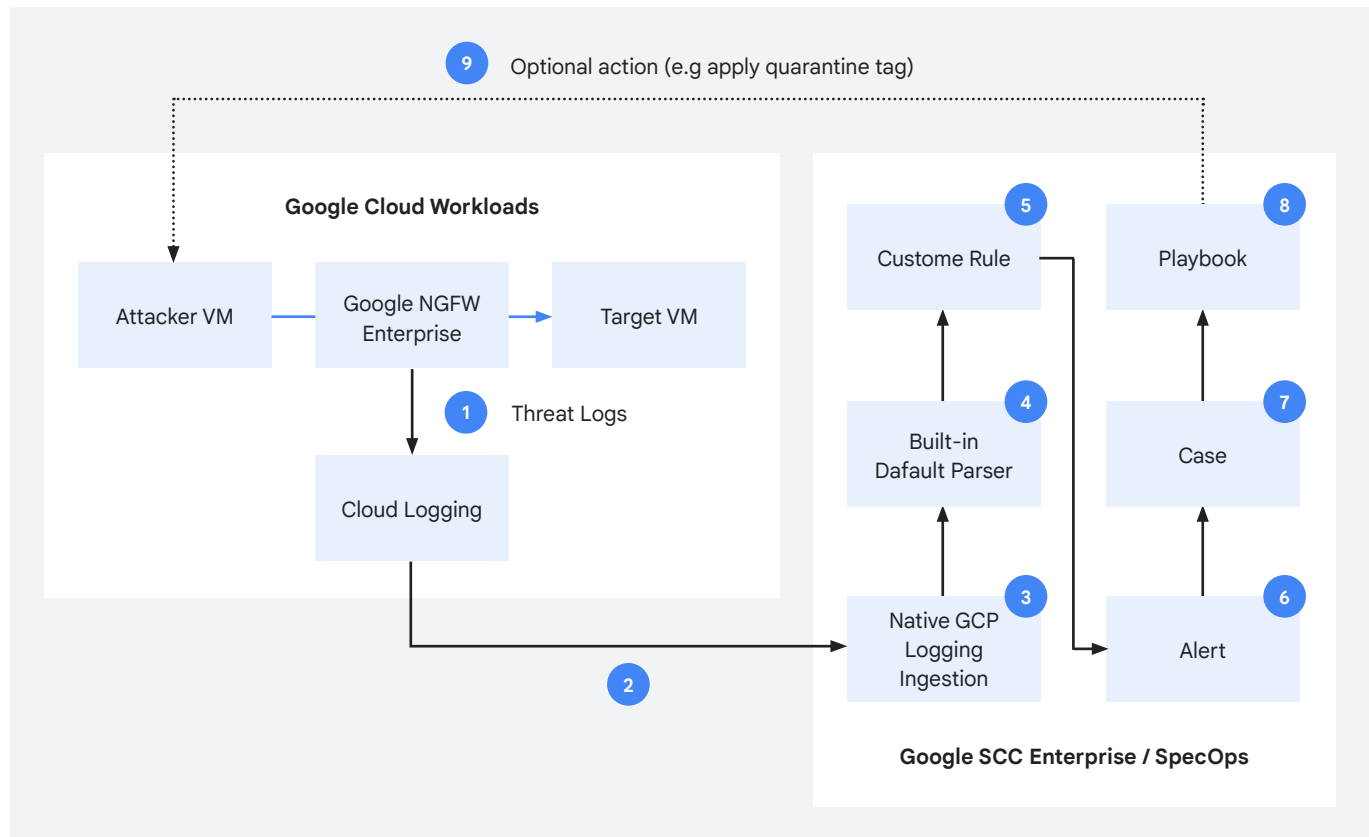 9
Optional action (e.g apply quarantine tag)
Google Cloud Workloads
Attacker VM
Google NGFW
Enterprise
Target VM
1
Threat Logs
Cloud Logging
2
5
Custome Rule
4
Built-in
Dafault Parser
3
Native GCP
Logging
Ingestion
8
Playbook
7
Case
6
Alert
Google SCC Enterprise / SpecOps